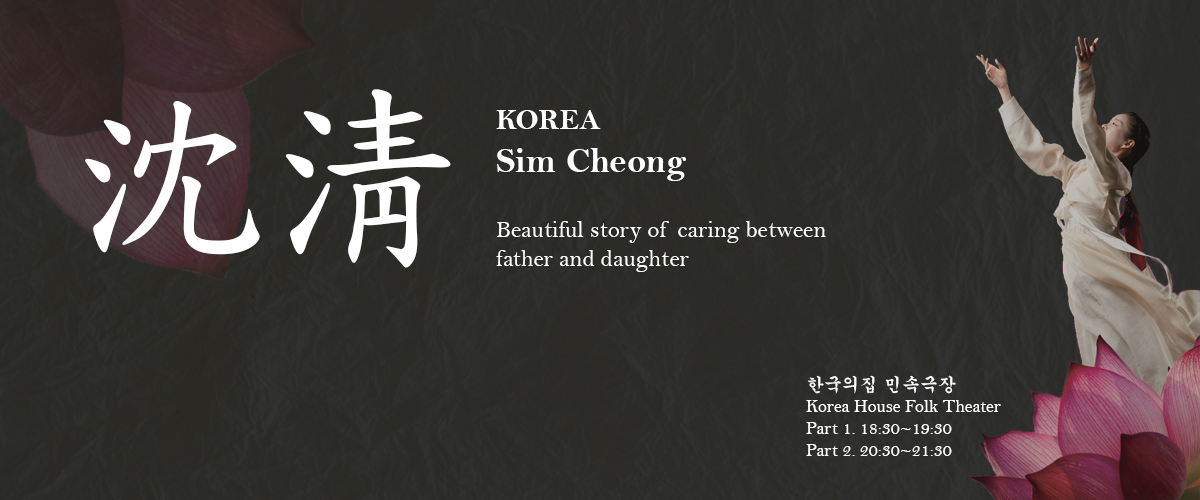 沈淸
KOREA
Sim Cheong
Beautiful story of caring between
father and daughter
한국의집 민속극장
Korea House Folk Theater
Part 1. 18:30~19:30
Part 2. 20:30~21:30